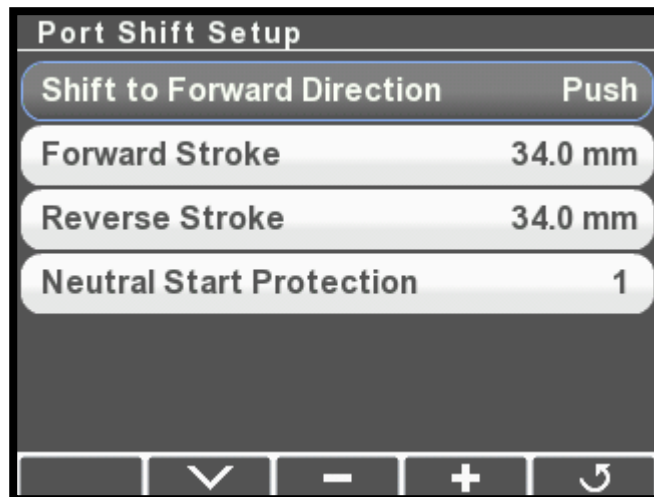 Port Shift Setup
Shift to Forward Direction Push
Forward Stroke 34.0 mm
Reverse Stroke 34.0 mm
Neutral Start Protection 1